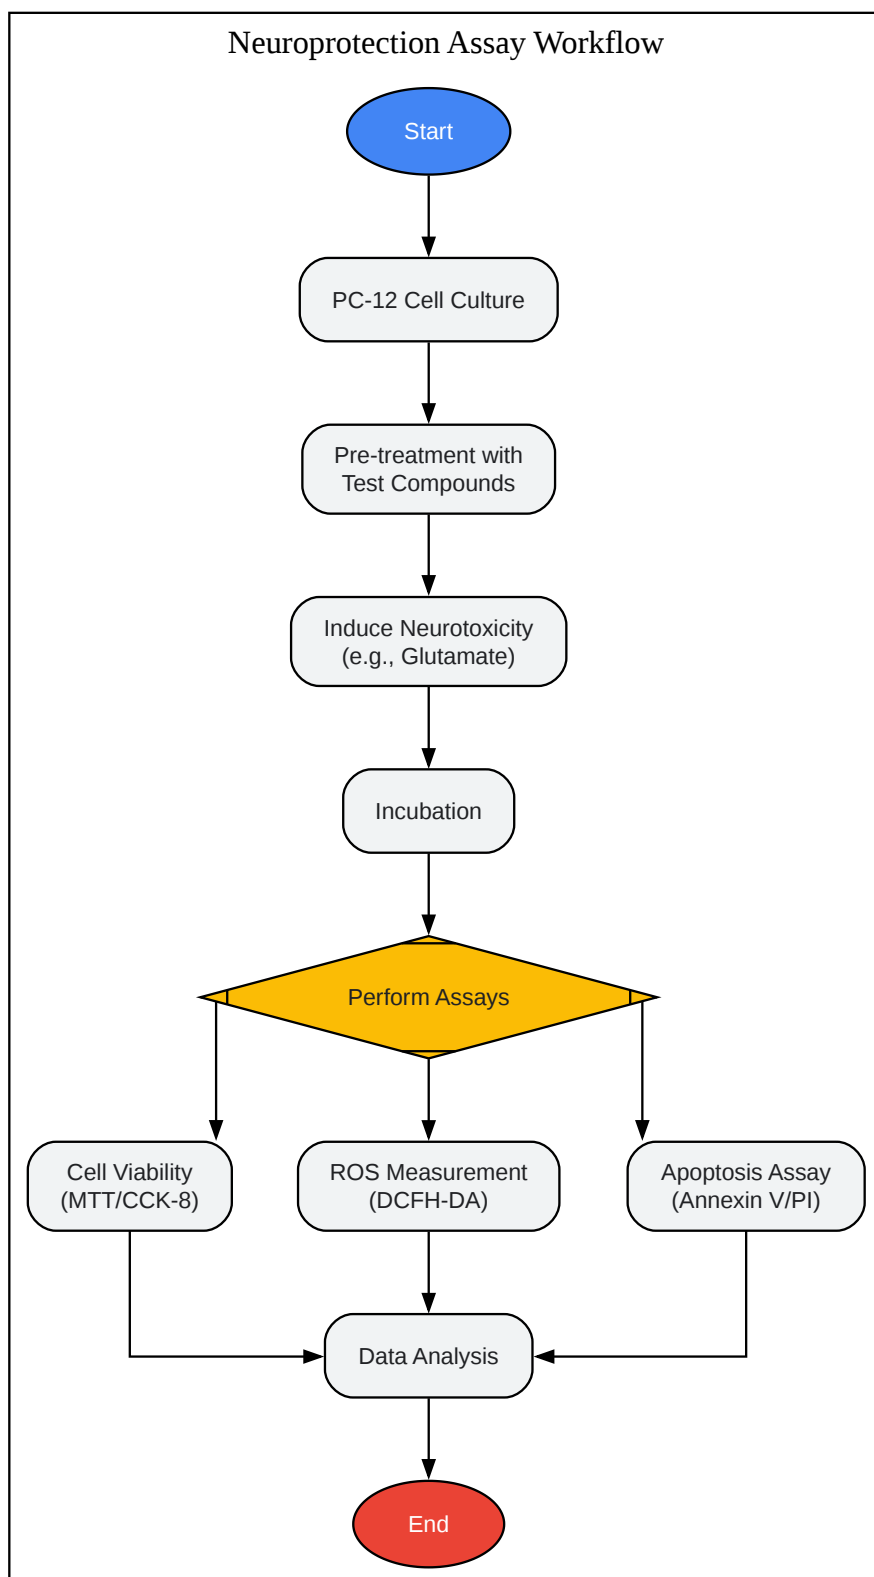 Neuroprotection Assay Workflow
Start
PC-12 Cell Culture
Pre-treatment with
Test Compounds
Induce Neurotoxicity
(e.g., Glutamate)
Incubation
Perform Assays
Cell Viability
(MTT/CCK-8)
ROS Measurement
(DCFH-DA)
Apoptosis Assay
(Annexin V/PI)
Data Analysis
End